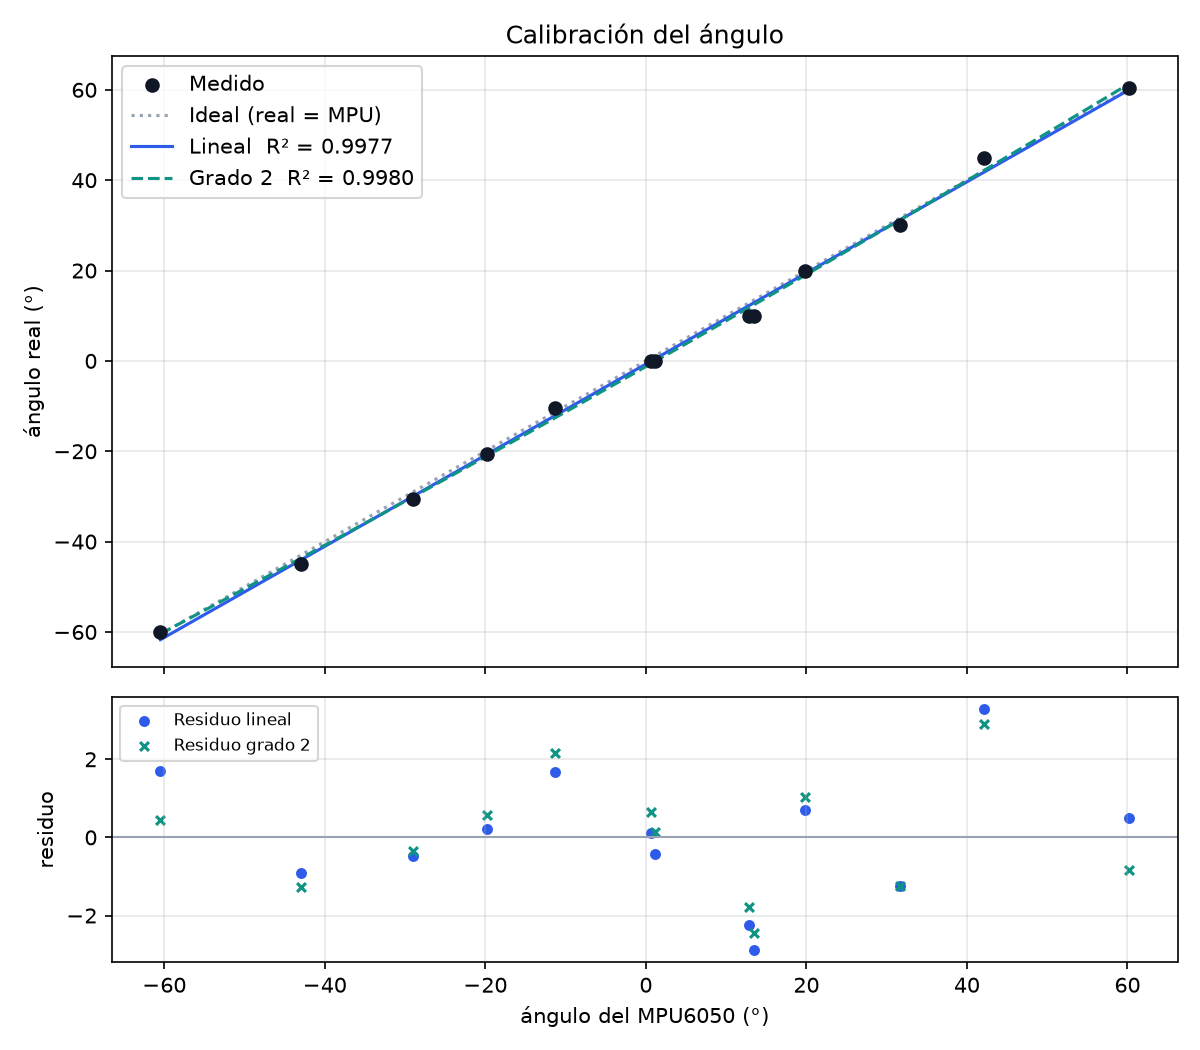 Calibración del ángulo
Medido
Ideal (real = MPU)
Lineal  R² = 0.9977
Grado 2  R² = 0.9980
60
40
20
0
−20
−40
−60
ángulo real (°)
Residuo lineal
Residuo grado 2
2
0
−2
residuo
−60 −40 −20 0 20 40 60
ángulo del MPU6050 (°)